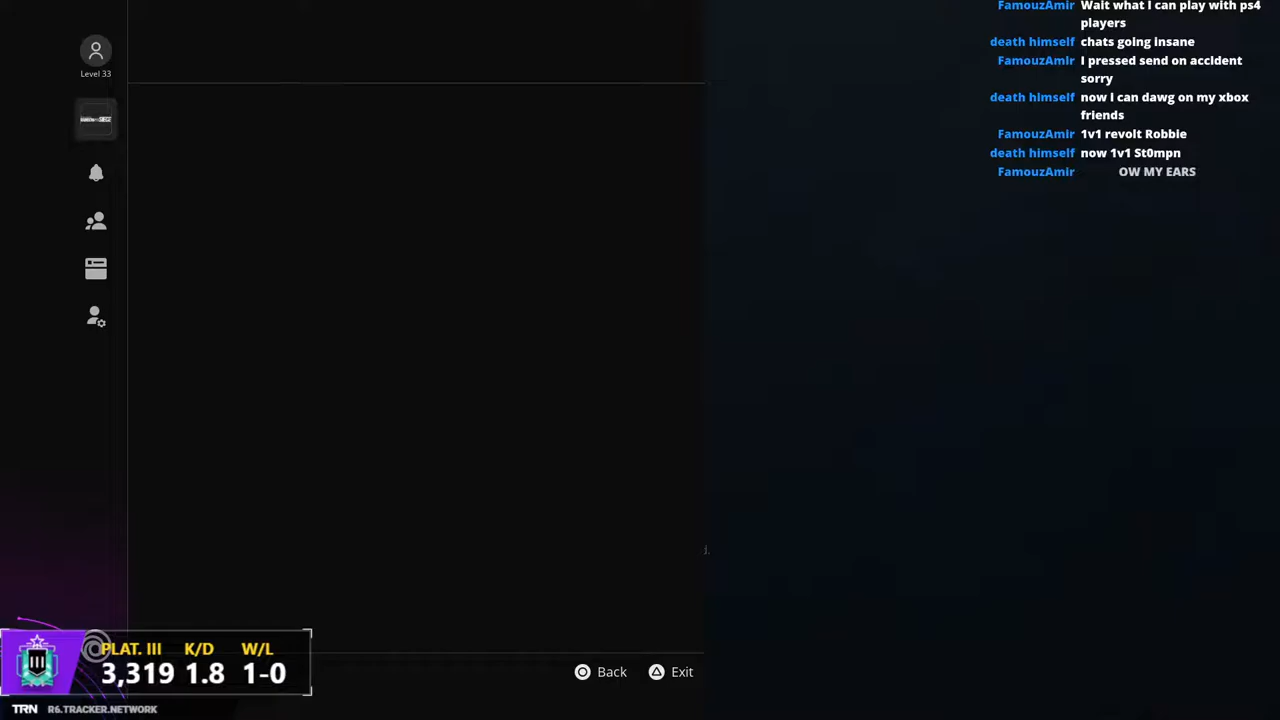 FamouzAmir Wait what I can play with ps4
players
death himself chats going insane
FamouzAmir I pressed send on accident
sorry
death himself now I can dawg on my xbox
friends
FamouzAmir 1v1 revolt Robbie
death himself now 1v1 St0mpn
FamouzAmir OW MY EARS
Level 33
d.
Back Exit
III
PLAT. III K/D W/L
3,319 1.8 1-0
TRN R6.TRACKER.NETWORK